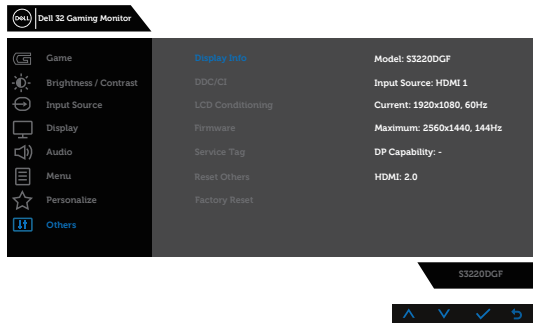 DELL Dell 32 Gaming Monitor
Game
Brightness / Contrast
Input Source
Display
Audio
Menu
Personalize
Others
Display Info
DDC/CI
LCD Conditioning
Firmware
Service Tag
Reset Others
Factory Reset
Model: S3220DGF
Input Source: HDMI 1
Current: 1920x1080, 60Hz
Maximum: 2560x1440, 144Hz
DP Capability: -
HDMI: 2.0
S3220DGF